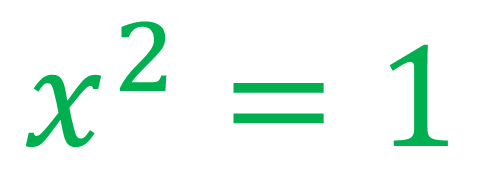 x² = 1